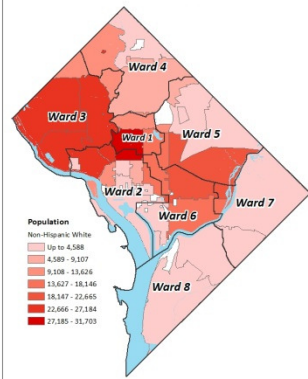 Ward 4
Ward 3
Ward 1
Ward 5
Ward 2
Ward 7
Ward 6
Ward 8
Population
Non-Hispanic White
Up to 4,588
4,589 - 9,107
9,108 - 13,626
13,627 - 18,146
18,147 - 22,665
22,666 - 27,184
27,185 - 31,703